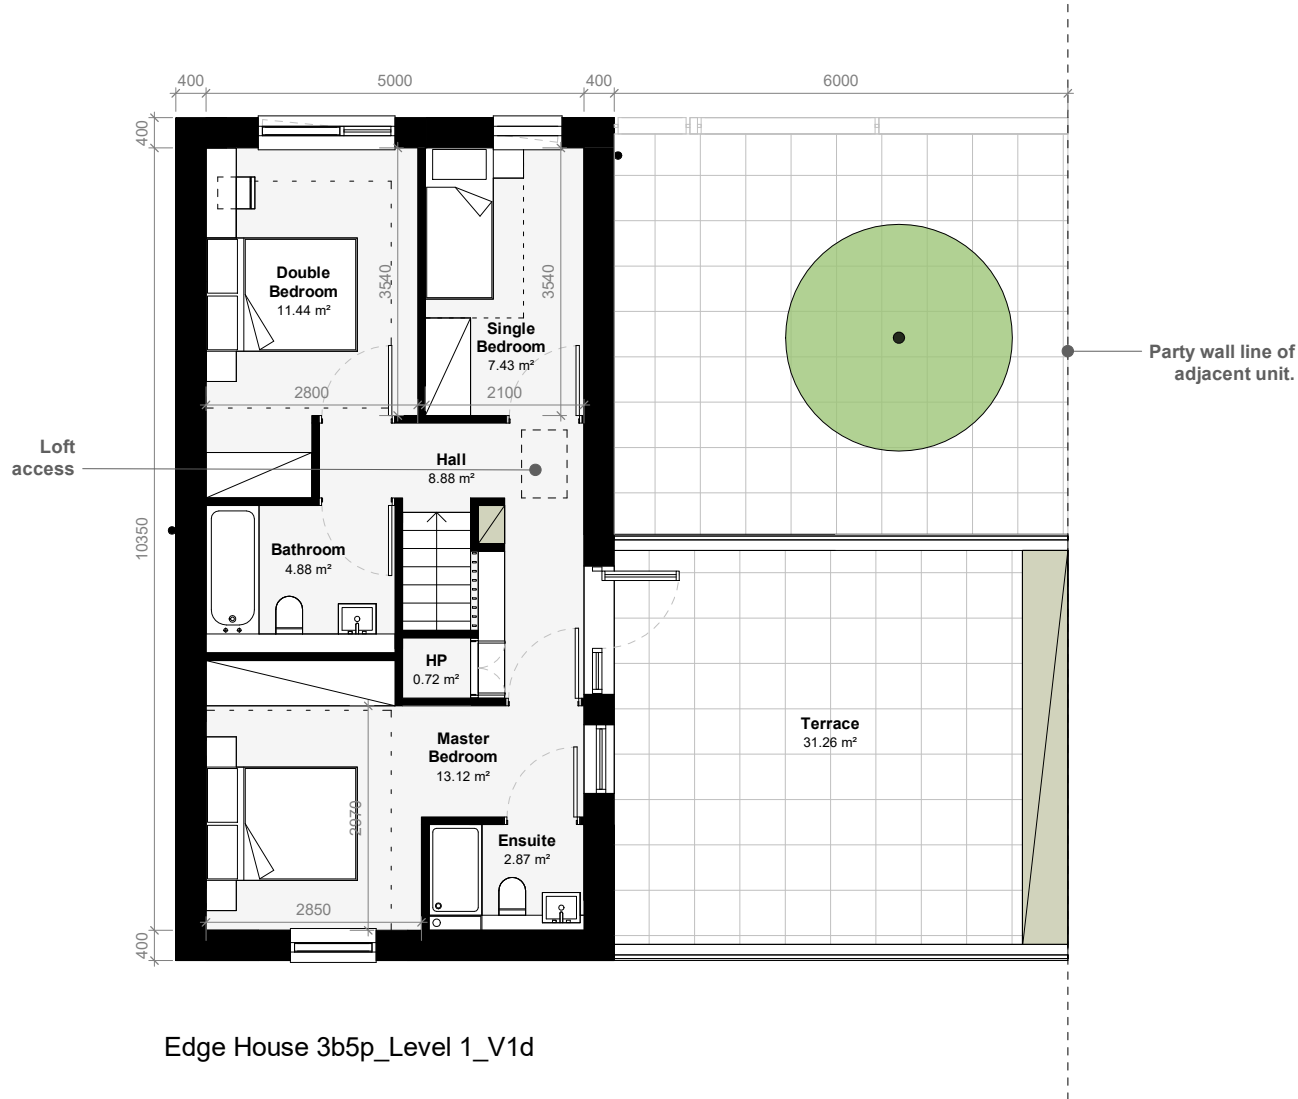 400
5000
400
6000
400
Double
Bedroom
11.44 m²
3540
3540
Single
Bedroom
7.43 m²
Party wall line of
adjacent unit.
2800
2100
Loft
access
Hall
8.88 m²
10350
Bathroom
4.88 m²
HP
0.72 m²
Master
Bedroom
13.12 m²
Terrace
31.26 m²
2970
Ensuite
2.87 m²
2850
400
Edge House 3b5p_Level 1_V1d